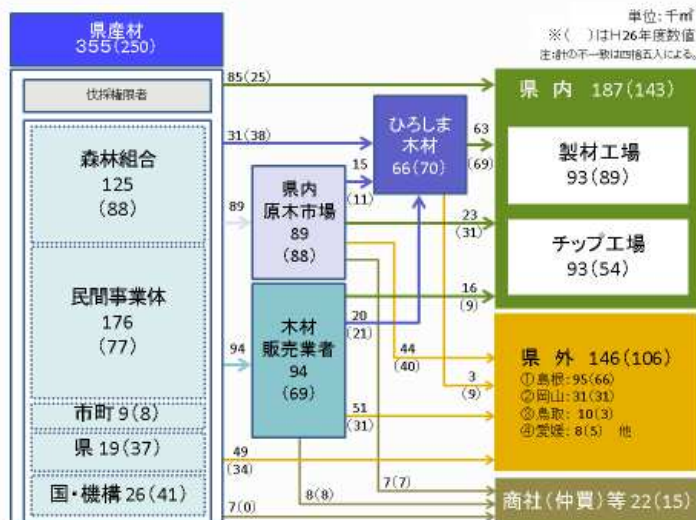 単位:千㎥
※( )はH26年度数値
注:計の不一致は四捨五入による。
県産材
355(250)
伐採権限者
森林組合
125
(88)
民間事業体
176
(77)
市町 9(8)
県 19(37)
国・機構 26(41)
85(25)
31(38)
89
94
49
(34)
7(0)
県内
原木市場
89
(88)
木材
販売業者
94
(69)
15
(11)
20
(21)
ひろしま
木材
66(70)
63
(69)
23
(31)
16
(9)
44
(40)
3
(9)
51
(31)
7(7)
8(8)
県 内 187(143)
製材工場
93(89)
チップ工場
93(54)
県 外 146(106)
①島根:95(66)
②岡山:31(31)
③鳥取:10(3)
④愛媛:8(5) 他
商社(仲買)等 22(15)